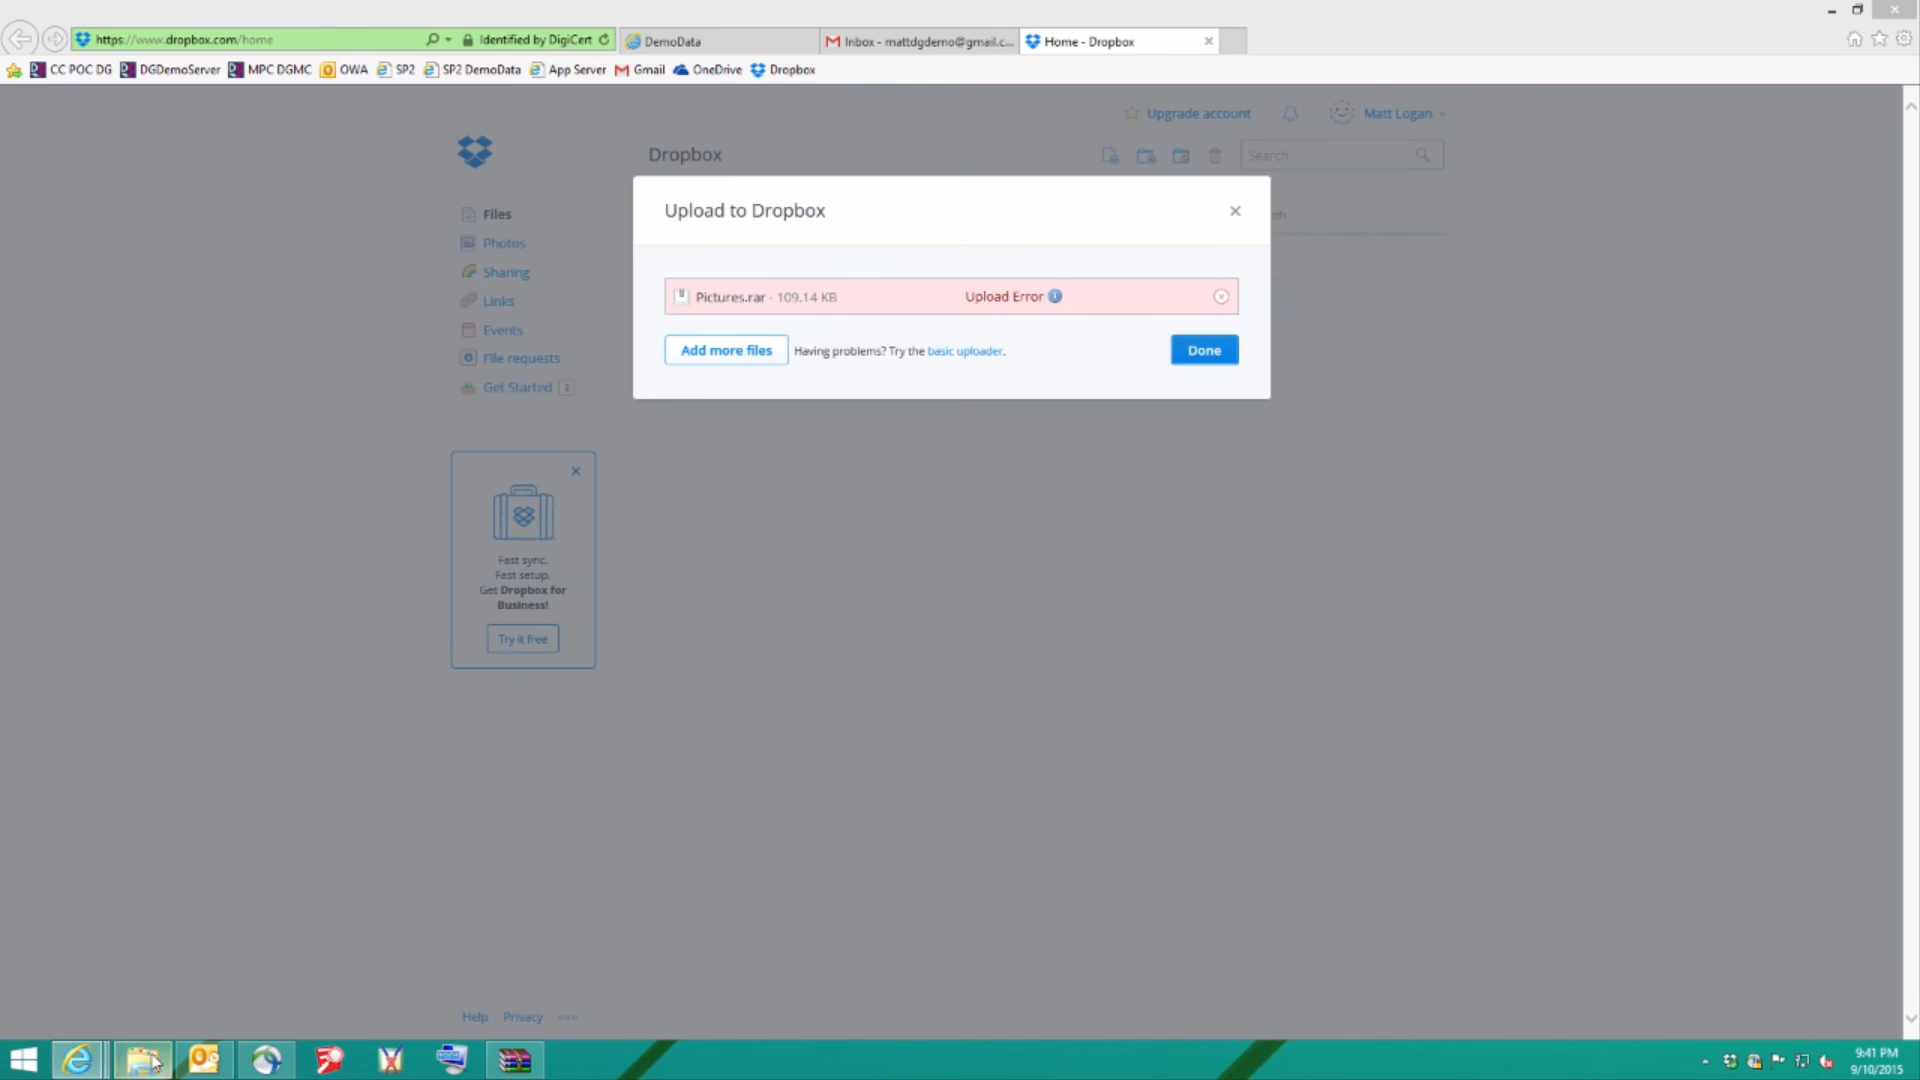 https://www.dropbox.com/home
Identified by DigiCert
DemoData
Inbox - mattdgdemo@gmail.c...
Home - Dropbox
CC POC DG
DGDemoServer
MPC DGMC
OWA
SP2
SP2 DemoData
App Server
Gmail
OneDrive
Dropbox
Upgrade account
Matt Logan
Dropbox
Search
Upload to Dropbox
Files
Photos
Sharing
Links
Events
File requests
Get Started
Pictures.rar - 109.14 KB
Upload Error
Add more files
Having problems? Try the basic uploader.
Done
Fast sync.
Fast setup.
Get Dropbox for
Business!
Try it free
Help
Privacy
9:41 PM
9/10/2015